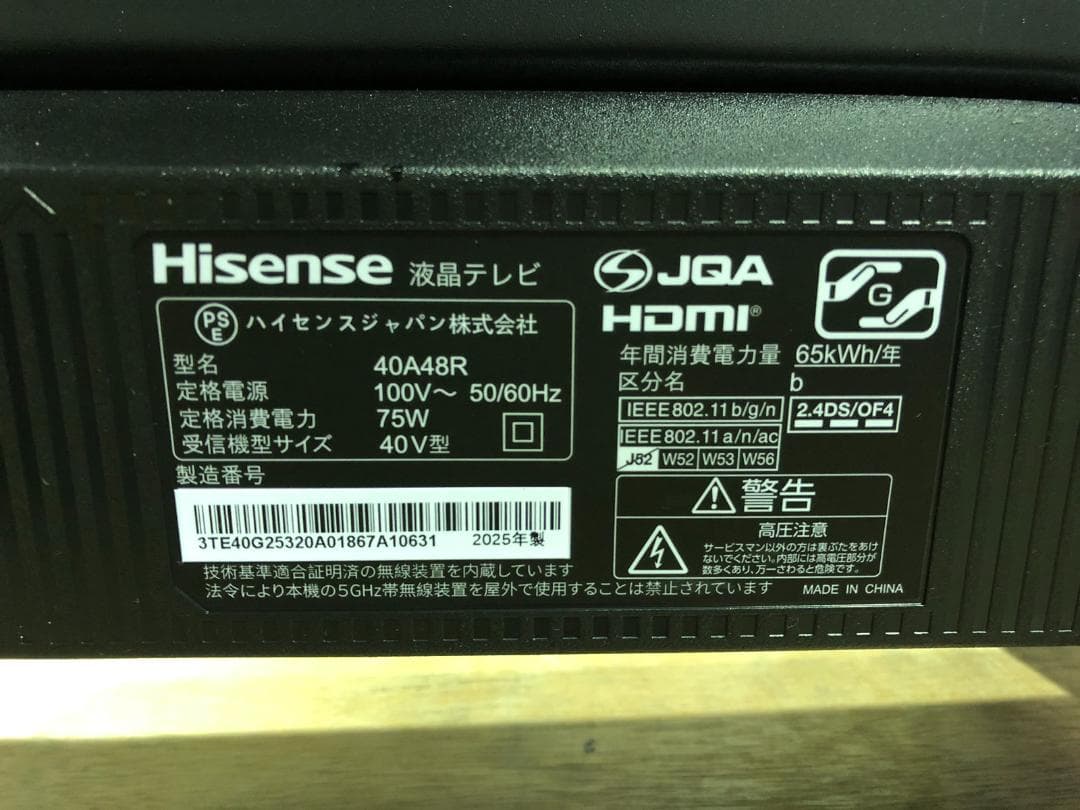 Hisense 液晶テレビ
PSE ハイセンスジャパン株式会社
型名 40A48R
定格電源 100V～ 50/60Hz
定格消費電力 75W
受信機型サイズ 40V型
製造番号
3TE40G25320A01867A10631 2025年製
JQA
HDMI®
G
年間消費電力量 65kWh/年
区分名 b
IEEE802.11b/g/n
2.4DS/OF4
IEEE802.11a/n/ac
J52 W52 W53 W56
警告
高圧注意
サービスマン以外の方は裏ぶたをあけ
ないでください。内部には高電圧部分が
数多くあり、万一さわると危険です。
技術基準適合証明済の無線装置を内蔵しています
法令により本機の5GHz帯無線装置を屋外で使用することは禁止されています
MADE IN CHINA